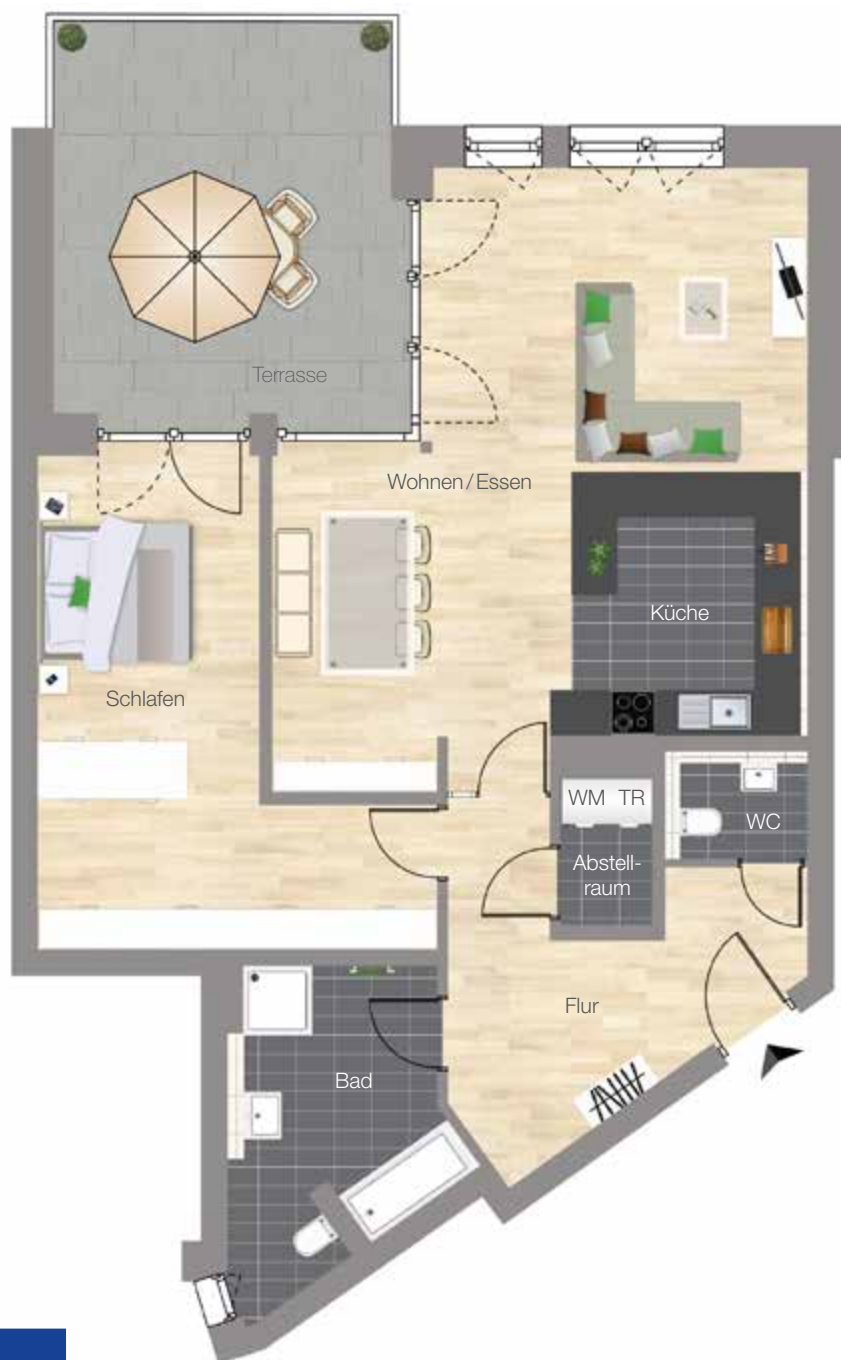 Terrasse
Wohnen / Essen
Küche
Schlafen
WM TR
WC
Abstell-
raum
Flur
Bad